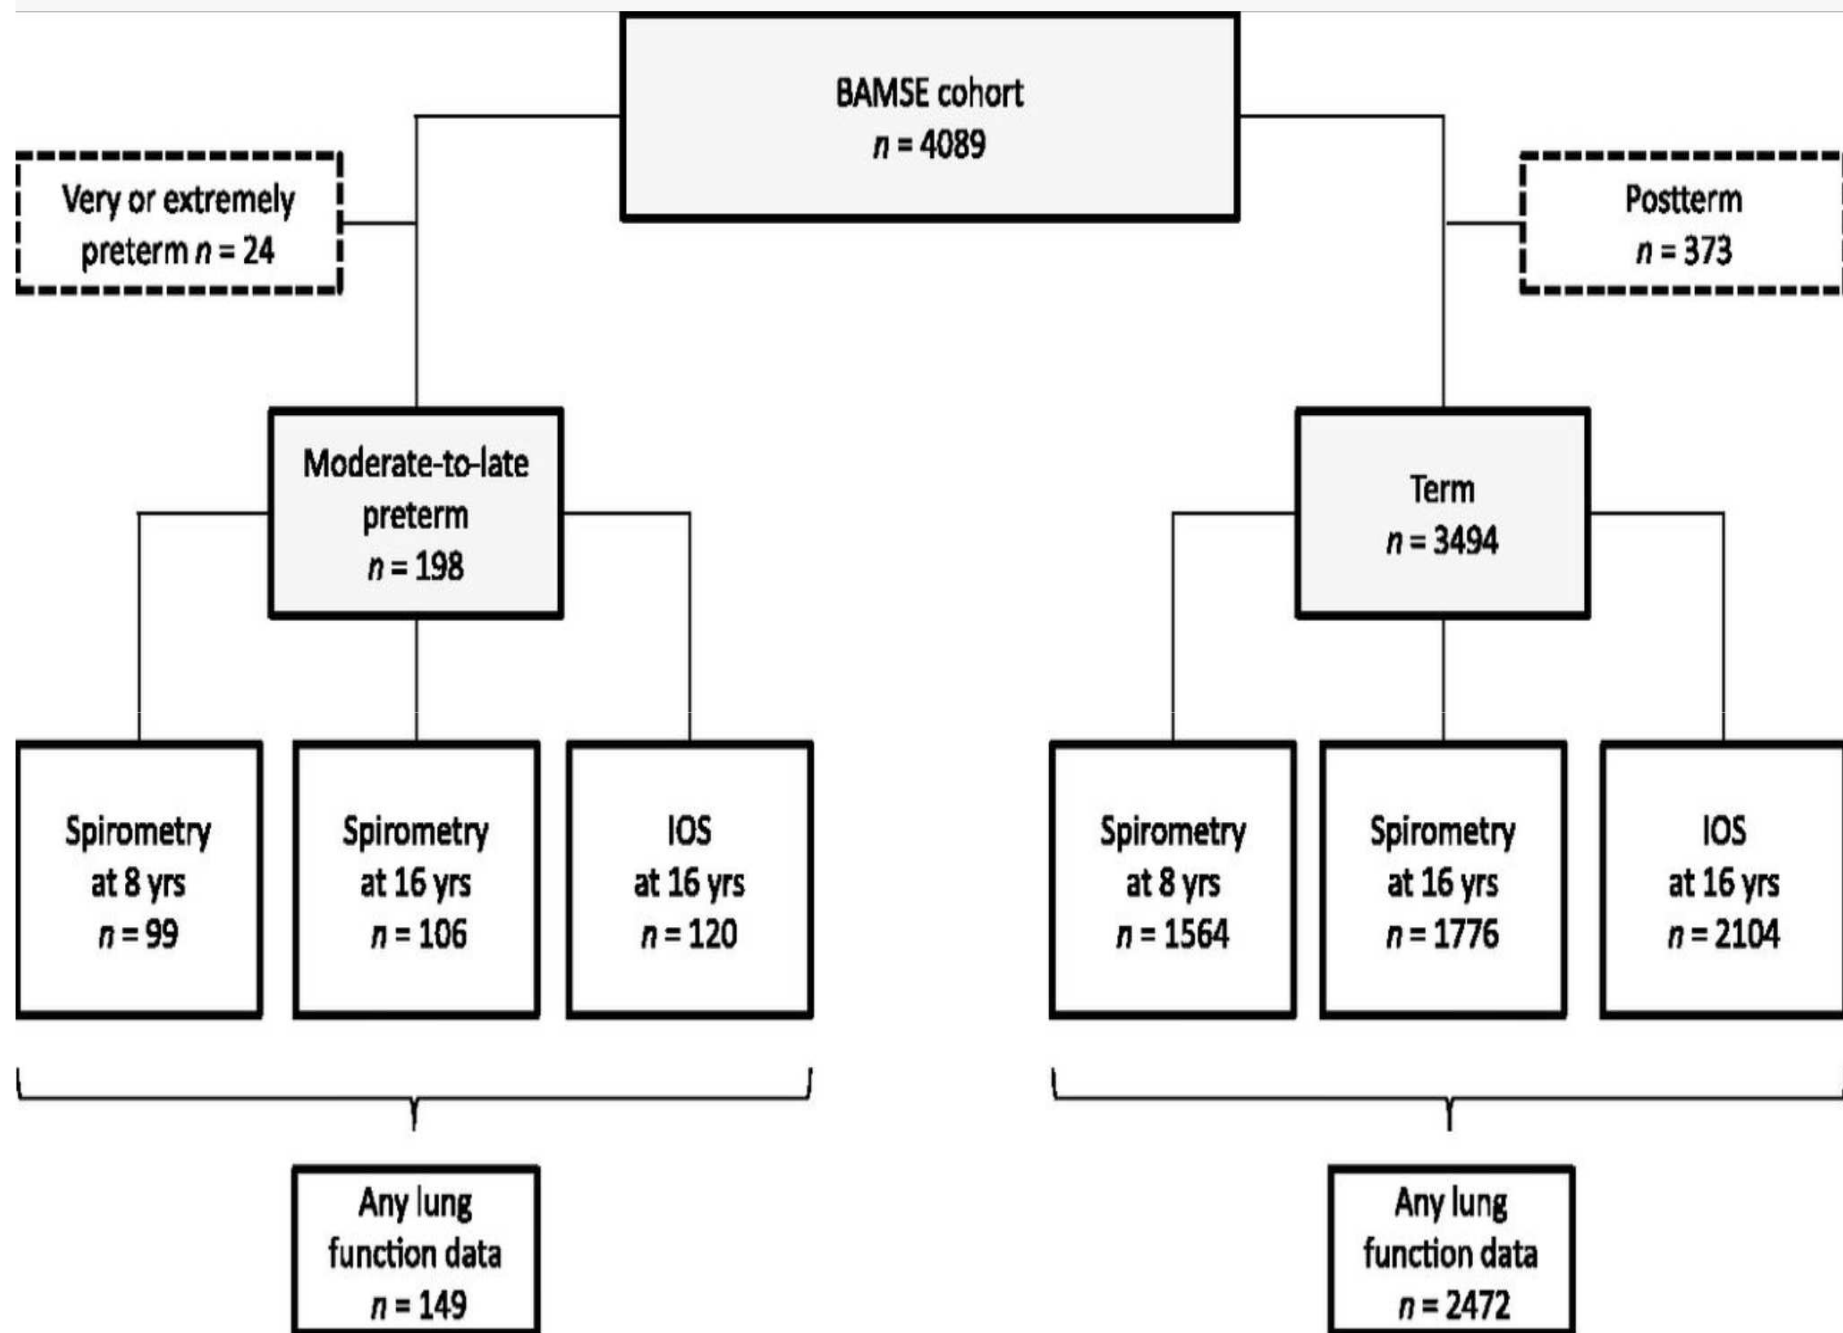 BAMSE cohort
n = 4089
Very or extremely
preterm n = 24
Postterm
n = 373
Moderate-to-late
preterm
n = 198
Term
n = 3494
Spirometry
at 8 yrs
n = 99
Spirometry
at 16 yrs
n = 106
IOS
at 16 yrs
n = 120
Spirometry
at 8 yrs
n = 1564
Spirometry
at 16 yrs
n = 1776
IOS
at 16 yrs
n = 2104
Any lung
function data
n = 149
Any lung
function data
n = 2472